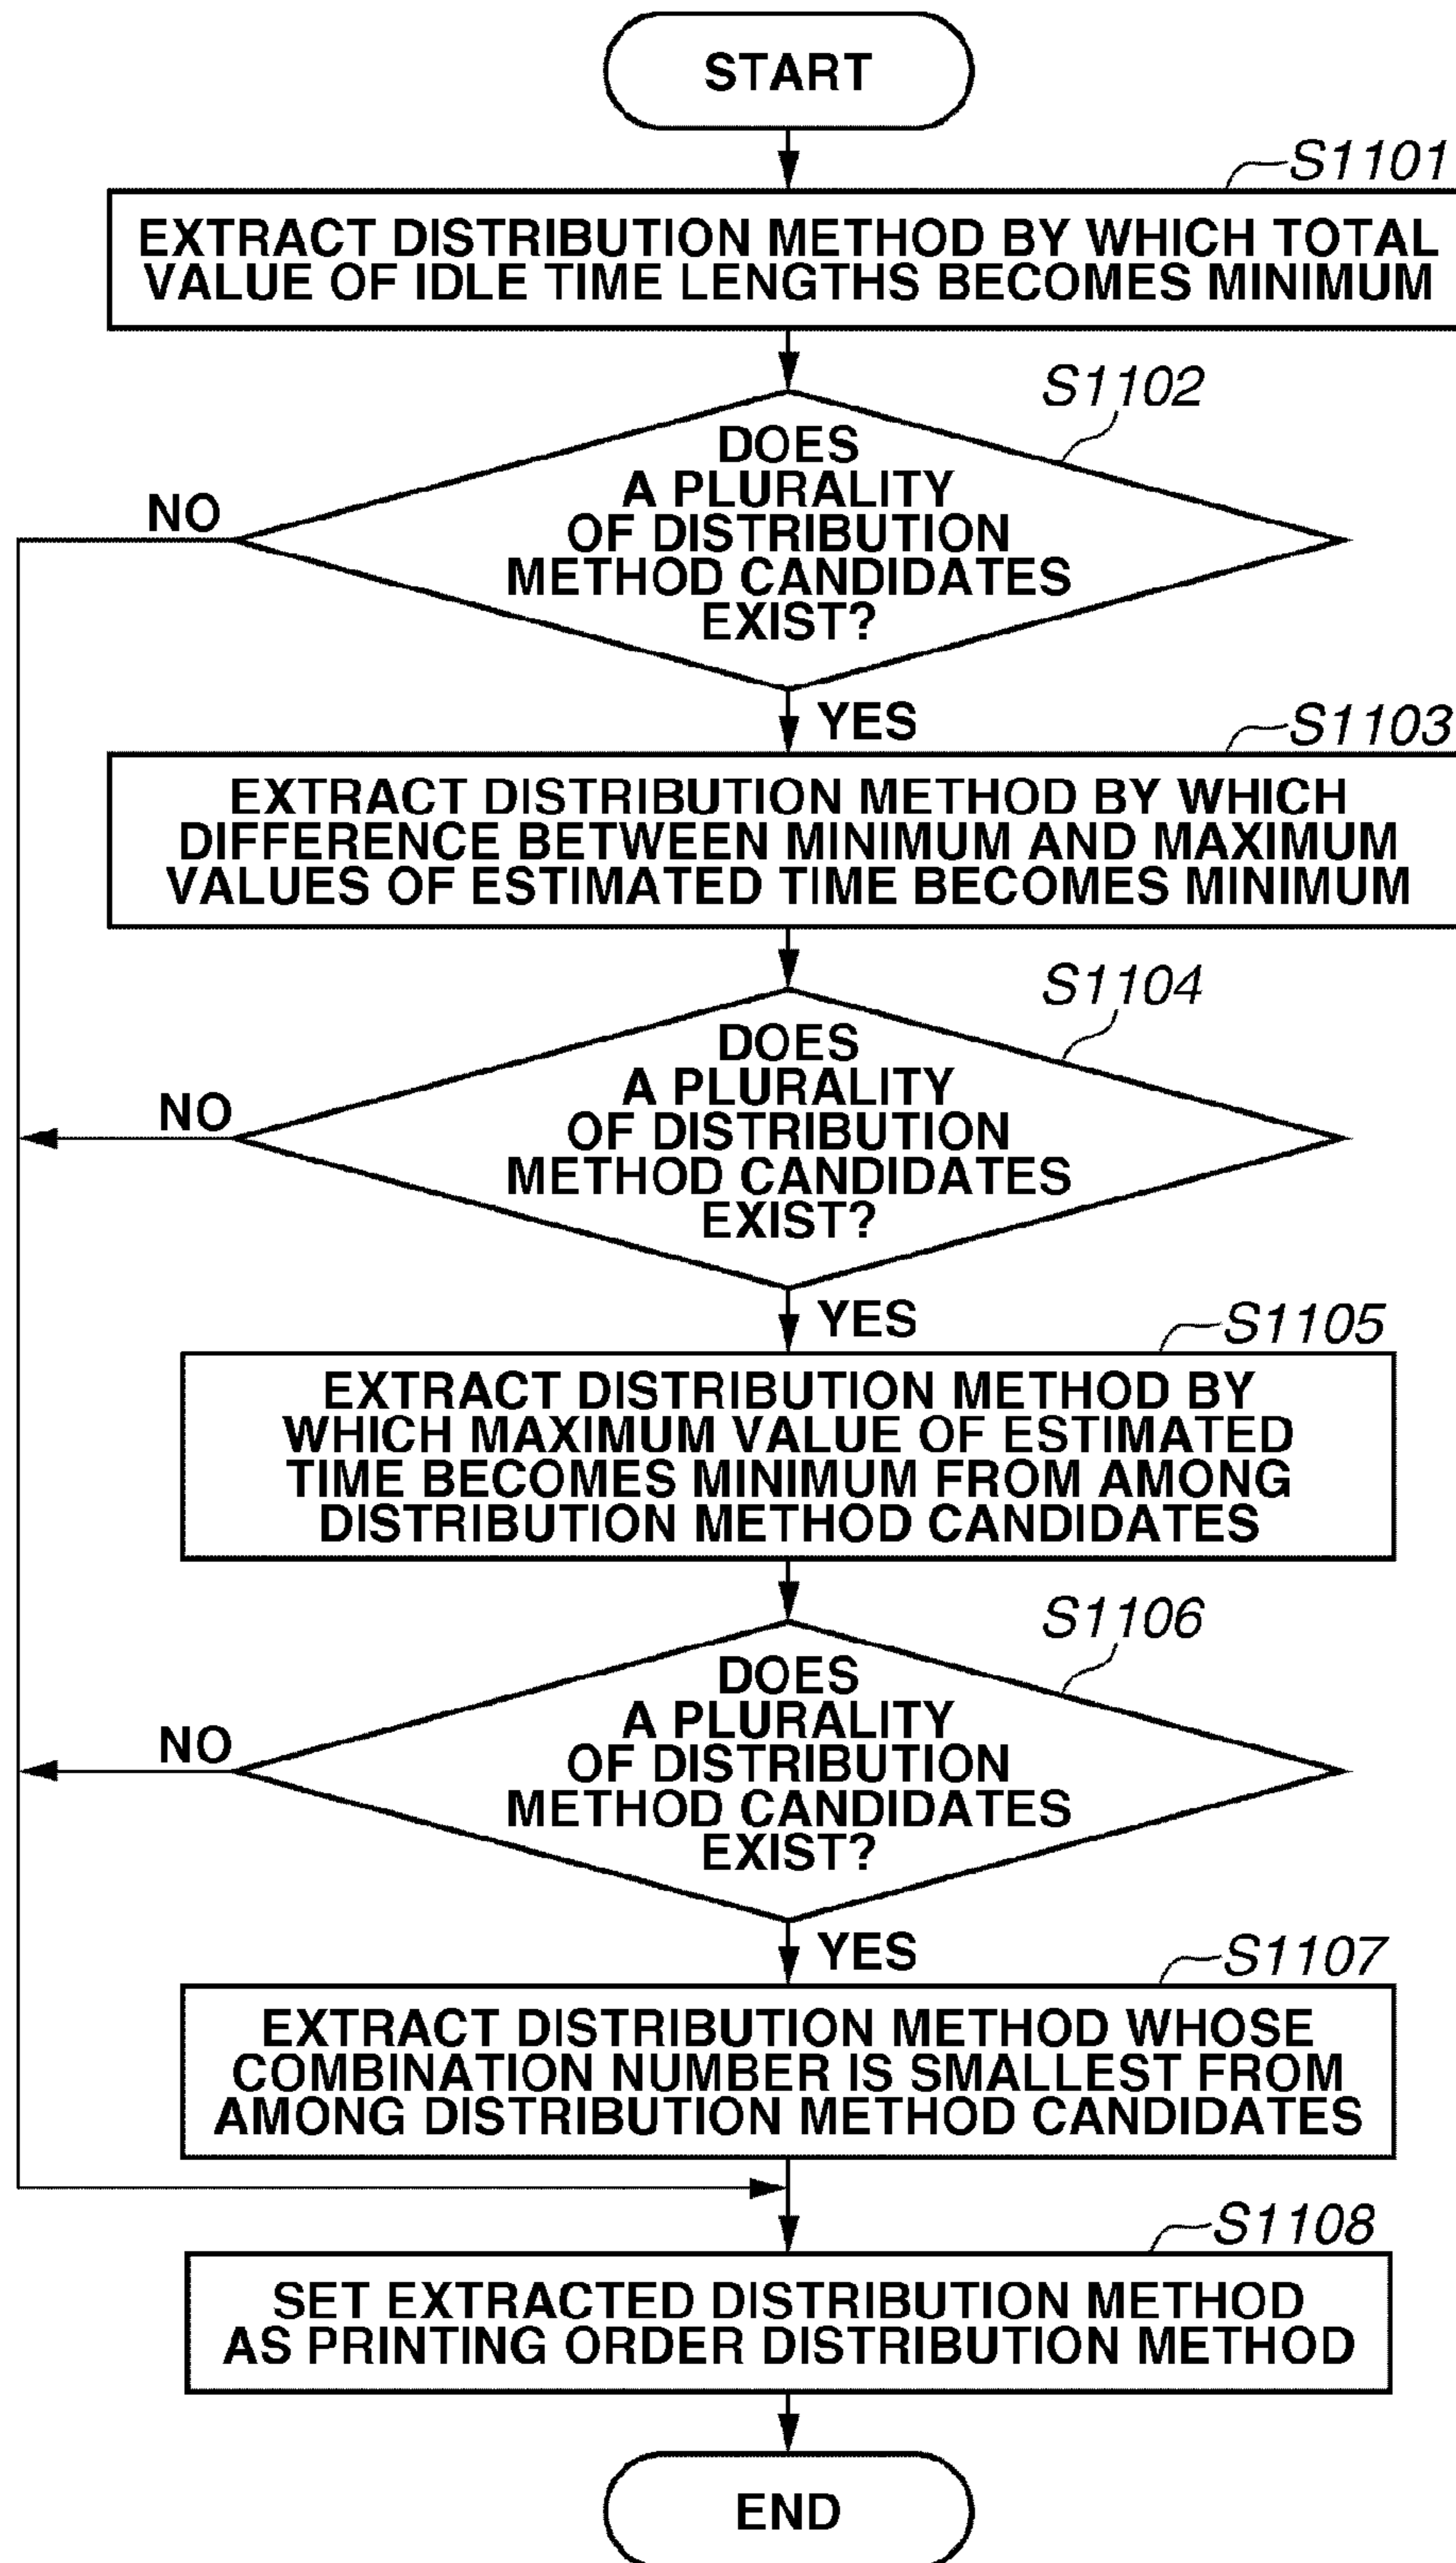 START
S1101
EXTRACT DISTRIBUTION METHOD BY WHICH TOTAL
VALUE OF IDLE TIME LENGTHS BECOMES MINIMUM
S1102
DOES
A PLURALITY
OF DISTRIBUTION
METHOD CANDIDATES
EXIST?
NO
YES
S1103
EXTRACT DISTRIBUTION METHOD BY WHICH
DIFFERENCE BETWEEN MINIMUM AND MAXIMUM
VALUES OF ESTIMATED TIME BECOMES MINIMUM
S1104
DOES
A PLURALITY
OF DISTRIBUTION
METHOD CANDIDATES
EXIST?
NO
YES
S1105
EXTRACT DISTRIBUTION METHOD BY
WHICH MAXIMUM VALUE OF ESTIMATED
TIME BECOMES MINIMUM FROM AMONG
DISTRIBUTION METHOD CANDIDATES
S1106
DOES
A PLURALITY
OF DISTRIBUTION
METHOD CANDIDATES
EXIST?
NO
YES
S1107
EXTRACT DISTRIBUTION METHOD WHOSE
COMBINATION NUMBER IS SMALLEST FROM
AMONG DISTRIBUTION METHOD CANDIDATES
S1108
SET EXTRACTED DISTRIBUTION METHOD
AS PRINTING ORDER DISTRIBUTION METHOD
END